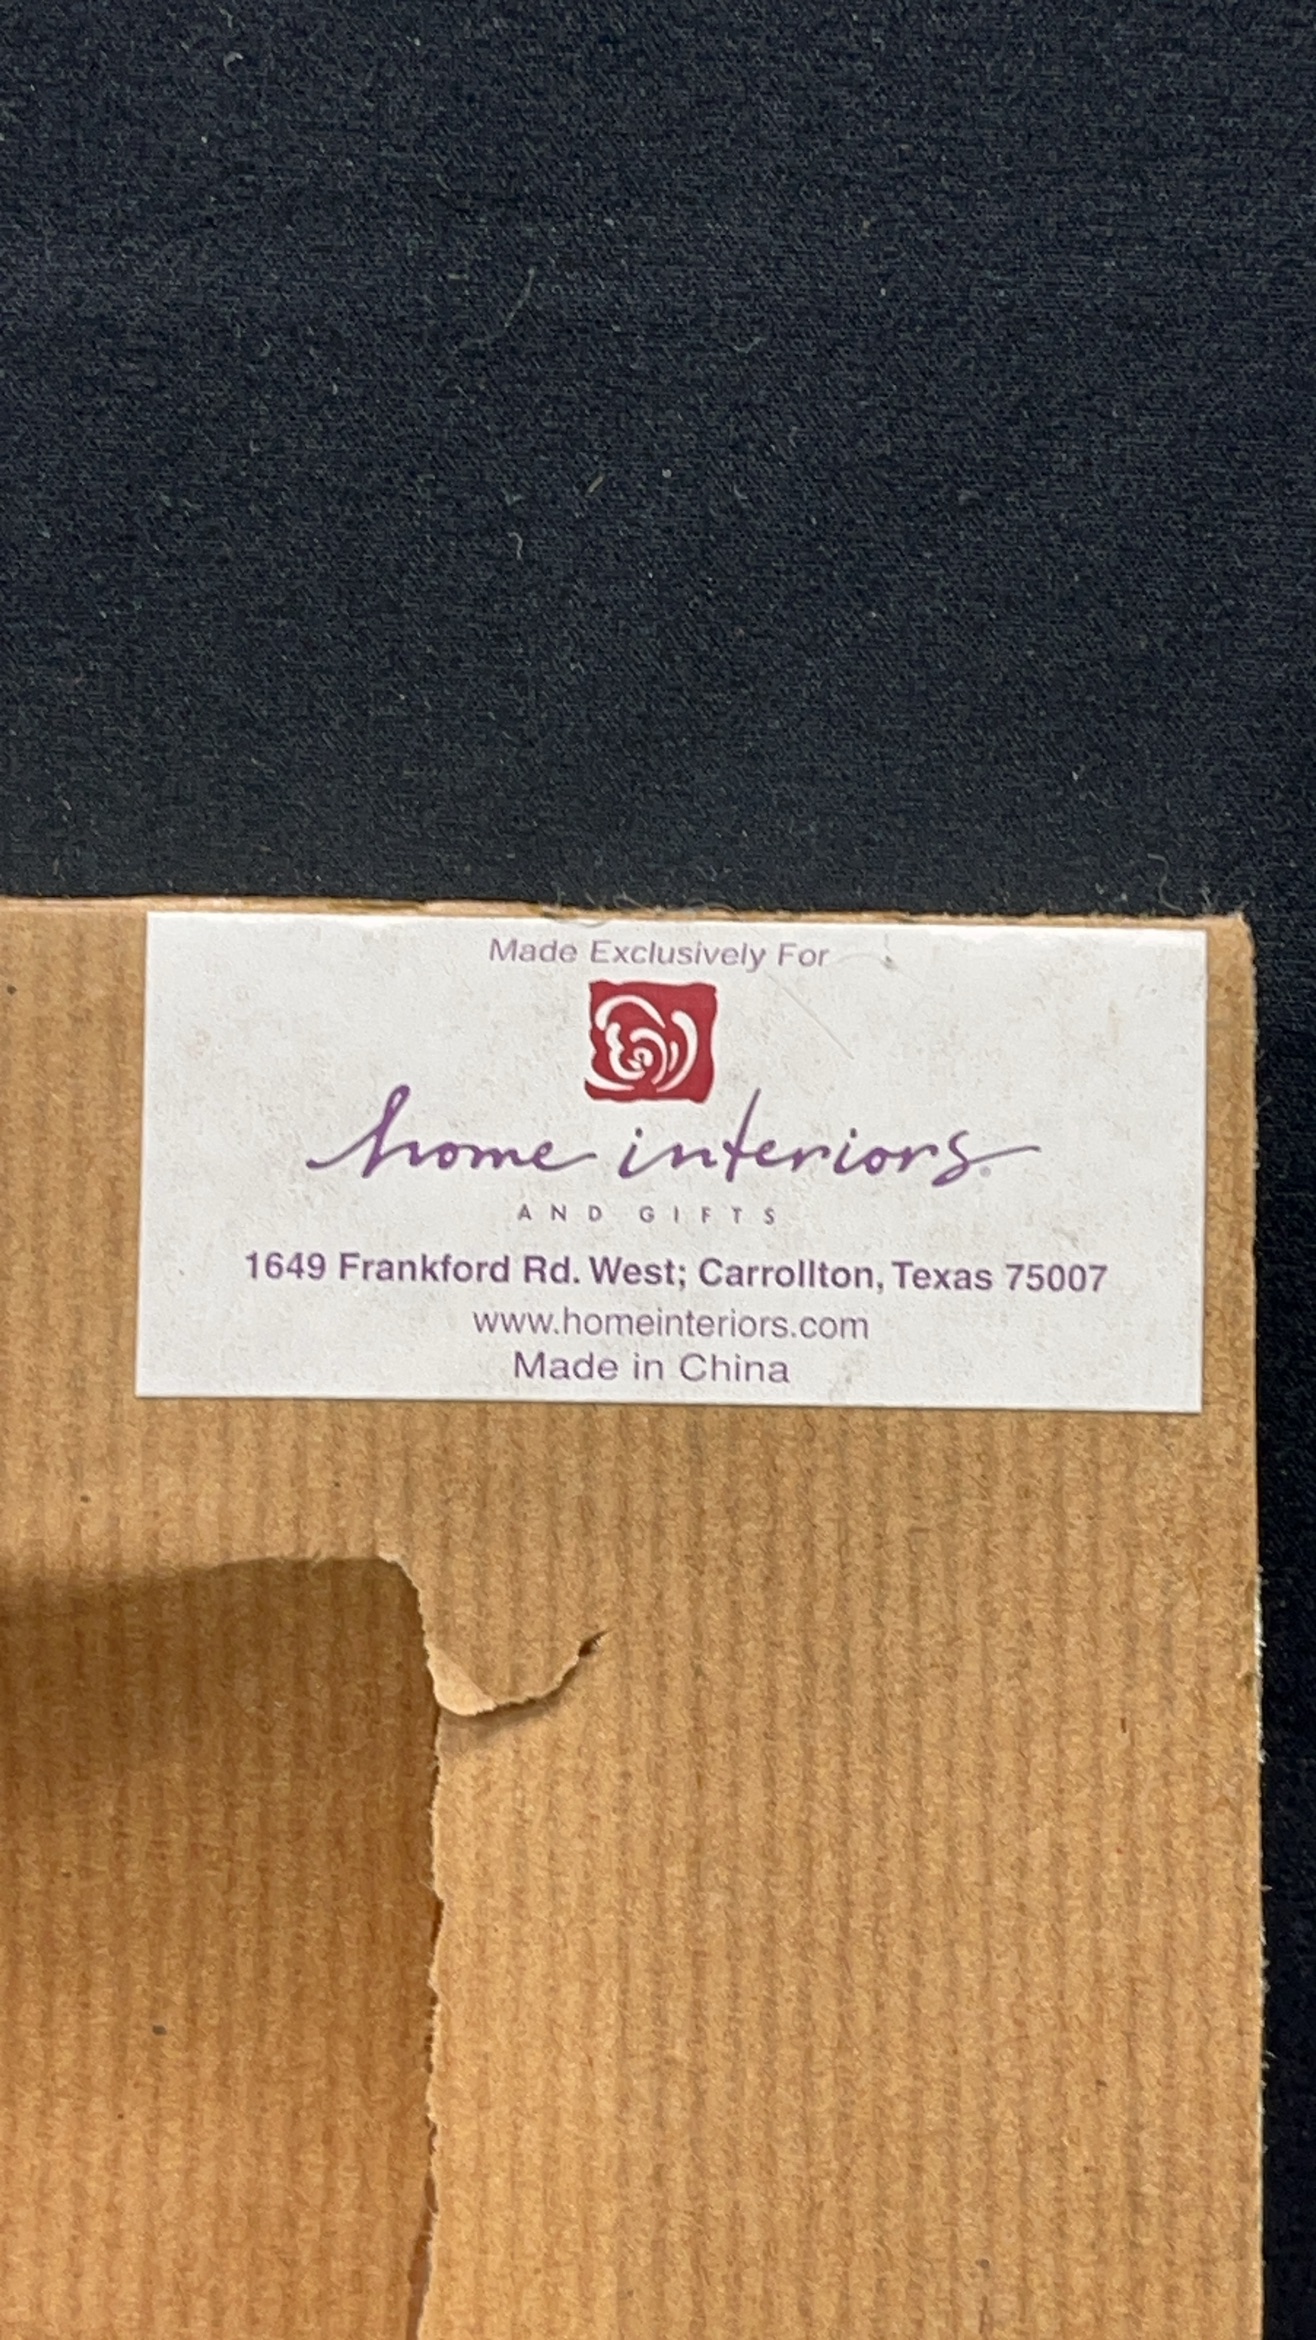 Made Exclusively For
home interiors®
AND GIFTS
1649 Frankford Rd. West; Carrollton, Texas 75007
www.homeinteriors.com
Made in China